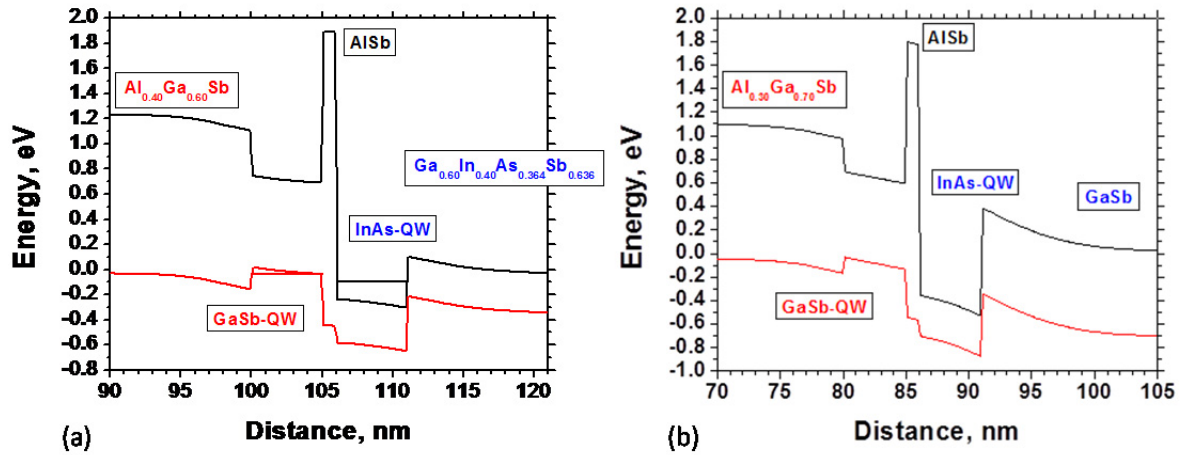 (a)
2.0
1.8
1.6
1.4
1.2
1.0
0.8
0.6
0.4
0.2
0.0
-0.2
-0.4
-0.6
-0.8
Energy, eV
AlSb
Al0.40Ga0.60Sb
Ga0.60In0.40As0.364Sb0.636
InAs-QW
GaSb-QW
90 95 100 105 110 115 120
Distance, nm
(b)
2.0
1.8
1.6
1.4
1.2
1.0
0.8
0.6
0.4
0.2
0.0
-0.2
-0.4
-0.6
-0.8
-1.0
Energy, eV
AlSb
Al0.30Ga0.70Sb
InAs-QW
GaSb
GaSb-QW
70 75 80 85 90 95 100 105
Distance, nm